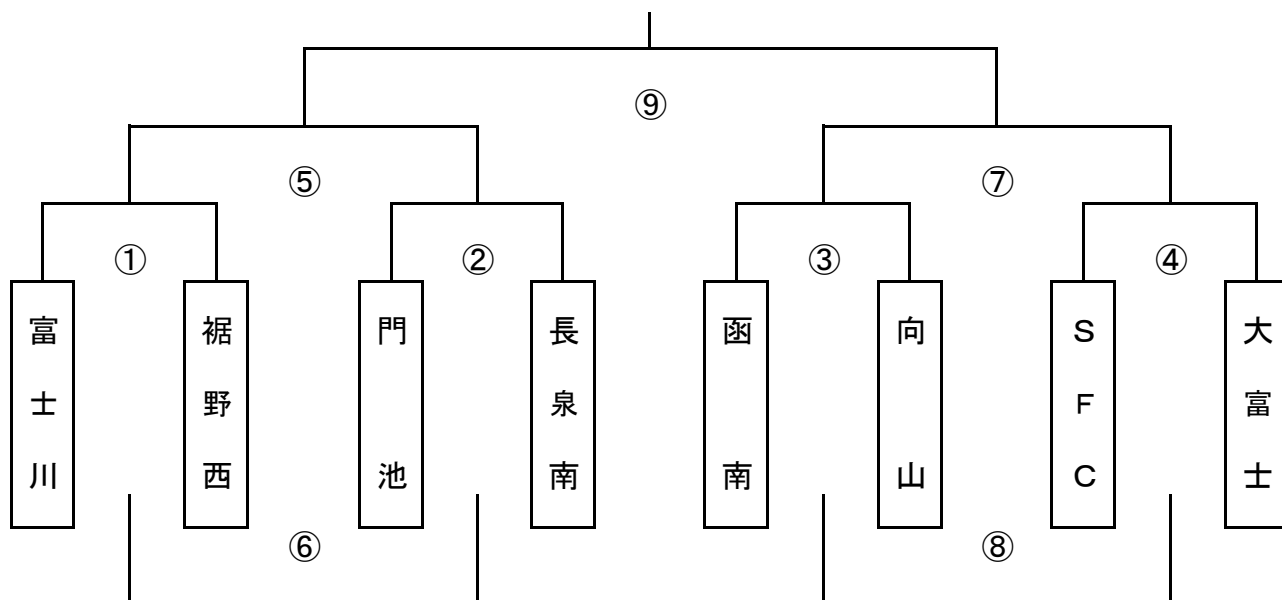 ⑨
⑤
⑦
①
②
③
④
富士川
裾野西
門池
長泉南
函南
向山
SFC
大富士
⑥
⑧